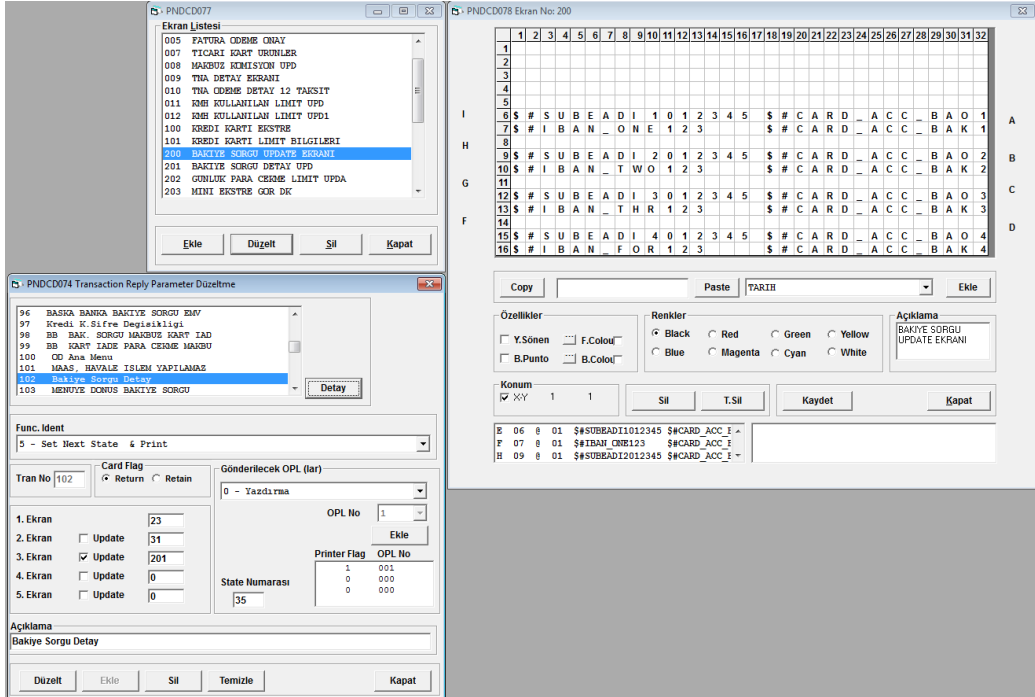 PNDCD077
Ekran Listesi
005 FATURA ODEME ONAY
007 TICARI KART URUNLER
008 MAKBUZ KOMISYON UPD
009 TNA DETAY EKRANI
010 TNA ODEME DETAY 12 TAKSIT
011 KMH KULLANILAN LIMIT UPD
012 KMH KULLANILAN LIMIT UPD1
100 KREDI KARTI EKSTRE
101 KREDI KARTI LIMIT BILGILERI
200 BAKIYE SORGU UPDATE EKRANI
201 BAKIYE SORGU DETAY UPD
202 GUNLUK PARA CEKME LIMIT UPDA
203 MINI EKSTRE GOR DK
Ekle Düzelt Sil Kapat
PNDCD078 Ekran No: 200
1 2 3 4 5 6 7 8 9 10 11 12 13 14 15 16 17 18 19 20 21 22 23 24 25 26 27 28 29 30 31 32
1
2
3
4
5
I 6 $ # S U B E A D I 1 0 1 2 3 4 5 $ # C A R D _ A C C _ B A O 1 A
7 $ # I B A N _ O N E 1 2 3 $ # C A R D _ A C C _ B A K 1
H 8
9 $ # S U B E A D I 2 0 1 2 3 4 5 $ # C A R D _ A C C _ B A O 2 B
10 $ # I B A N _ T W O 1 2 3 $ # C A R D _ A C C _ B A K 2
G 11
12 $ # S U B E A D I 3 0 1 2 3 4 5 $ # C A R D _ A C C _ B A O 3 C
13 $ # I B A N _ T H R 1 2 3 $ # C A R D _ A C C _ B A K 3
F 14
15 $ # S U B E A D I 4 0 1 2 3 4 5 $ # C A R D _ A C C _ B A O 4 D
16 $ # I B A N _ F O R 1 2 3 $ # C A R D _ A C C _ B A K 4
Copy Paste TARIH Ekle
Özellikler
Y.Sönen F.Colou
B.Punto B.Colou
Renkler
Black Red Green Yellow
Blue Magenta Cyan White
Açıklama
BAKIYE SORGU
UPDATE EKRANI
Konum
X-Y 1 1
Sil T.Sil Kaydet Kapat
E 06 @ 01 $#SUBEADI1012345 $#CARD_ACC_E
F 07 @ 01 $#IBAN_ONE123 $#CARD_ACC_E
H 09 @ 01 $#SUBEADI2012345 $#CARD_ACC_E
PNDCD074 Transaction Reply Parameter Düzeltme
96 BASKA BANKA BAKIYE SORGU EMV
97 Kredi K.Sifre Degisikligi
98 BB BAK. SORGU MAKBUZ KART IAD
99 BB KART IADE PARA CEKME MAKBU
100 OD Ana Menu
101 MAAS, HAVALE ISLEM YAPILAMAZ
102 Bakiye Sorgu Detay
103 MENUYE DONUS BAKIYE SORGU
Detay
Func. Ident
5 - Set Next State & Print
Tran No 102
Card Flag
Return Retain
Gönderilecek OPL (lar)
0 - Yazdırma
OPL No 1
Ekle
1. Ekran 23
2. Ekran Update 31
3. Ekran Update 201
4. Ekran Update 0
5. Ekran Update 0
Printer Flag OPL No
1 001
0 000
0 000
State Numarası
35
Açıklama
Bakiye Sorgu Detay
Düzelt Ekle Sil Temizle Kapat